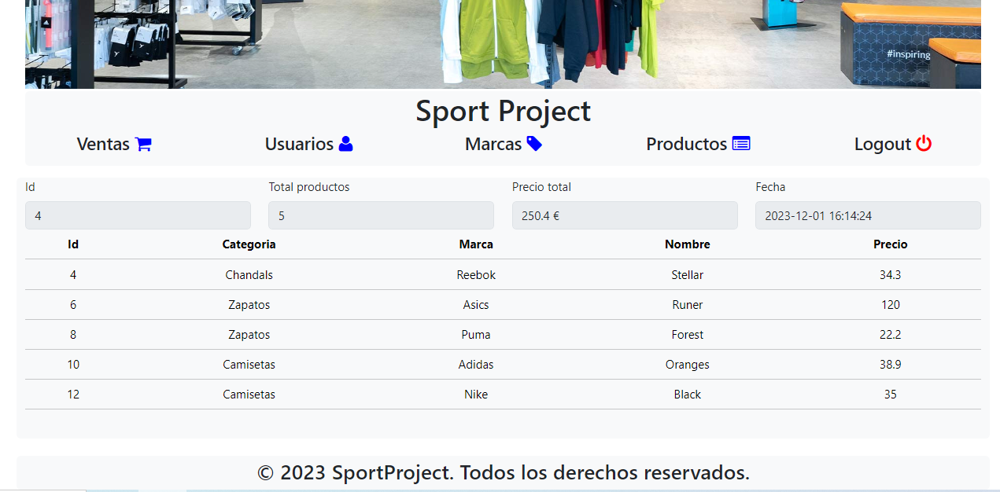 #inspiring
Sport Project
Ventas Usuarios Marcas Productos Logout
Id Total productos Precio total Fecha
4 5 250.4 € 2023-12-01 16:14:24
Id Categoria Marca Nombre Precio
4 Chandals Reebok Stellar 34.3
6 Zapatos Asics Runer 120
8 Zapatos Puma Forest 22.2
10 Camisetas Adidas Oranges 38.9
12 Camisetas Nike Black 35
© 2023 SportProject. Todos los derechos reservados.